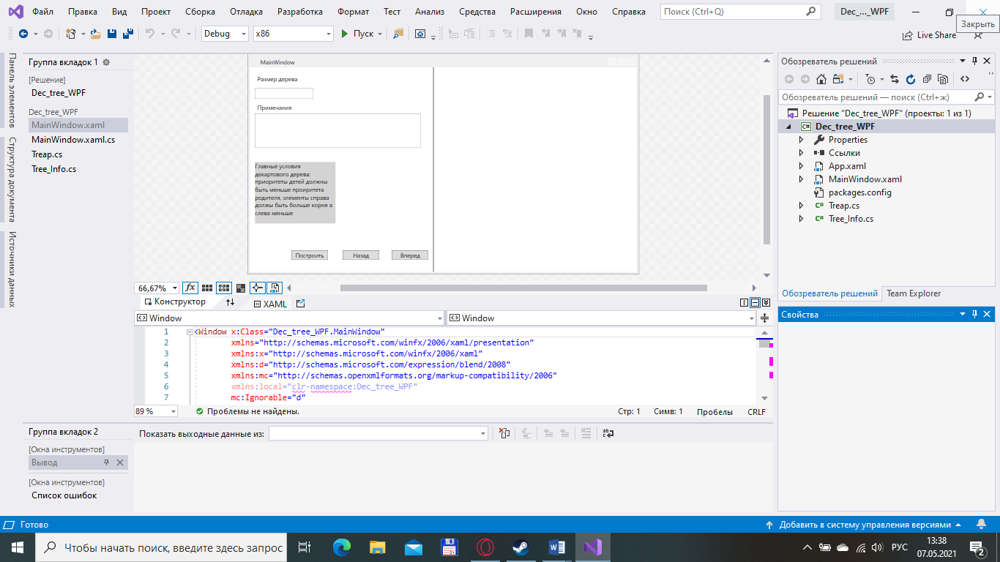 Файл Правка Вид Проект Сборка Отладка Разработка Формат Тест Анализ Средства Расширения Окно Справка Поиск (Ctrl+Q) Dec_..._WPF
Закрыть
Debug x86 Пуск Live Share
Панель элементов
Структура документа
Источники данных
Группа вкладок 1
[Решение]
Dec_tree_WPF
Dec_tree_WPF
MainWindow.xaml
MainWindow.xaml.cs
Treap.cs
Tree_Info.cs
MainWindow
Размер дерева
Примечания
Главные условия
декартового дерева:
приоритеты детей должны
быть меньше проиритета
родителя, элементы справа
должы быть больше корня а
слева меньше
Построить Назад Вперед
66,67%
Конструктор XAML
Window Window
1 <Window x:Class="Dec_tree_WPF.MainWindow"
2 xmlns="http://schemas.microsoft.com/winfx/2006/xaml/presentation"
3 xmlns:x="http://schemas.microsoft.com/winfx/2006/xaml"
4 xmlns:d="http://schemas.microsoft.com/expression/blend/2008"
5 xmlns:mc="http://schemas.openxmlformats.org/markup-compatibility/2006"
6 xmlns:local="clr-namespace:Dec_tree_WPF"
7 mc:Ignorable="d"
89 % Проблемы не найдены. Стр: 1 Симв: 1 Пробелы CRLF
Обозреватель решений
Обозреватель решений — поиск (Ctrl+ж)
Решение "Dec_tree_WPF" (проекты: 1 из 1)
Dec_tree_WPF
Properties
Ссылки
App.xaml
MainWindow.xaml
packages.config
Treap.cs
Tree_Info.cs
Обозреватель решений Team Explorer
Свойства
Группа вкладок 2
[Окна инструментов]
Вывод
[Окна инструментов]
Список ошибок
Показать выходные данные из:
Готово Добавить в систему управления версиями
Чтобы начать поиск, введите здесь запрос
РУС
13:38
07.05.2021
2